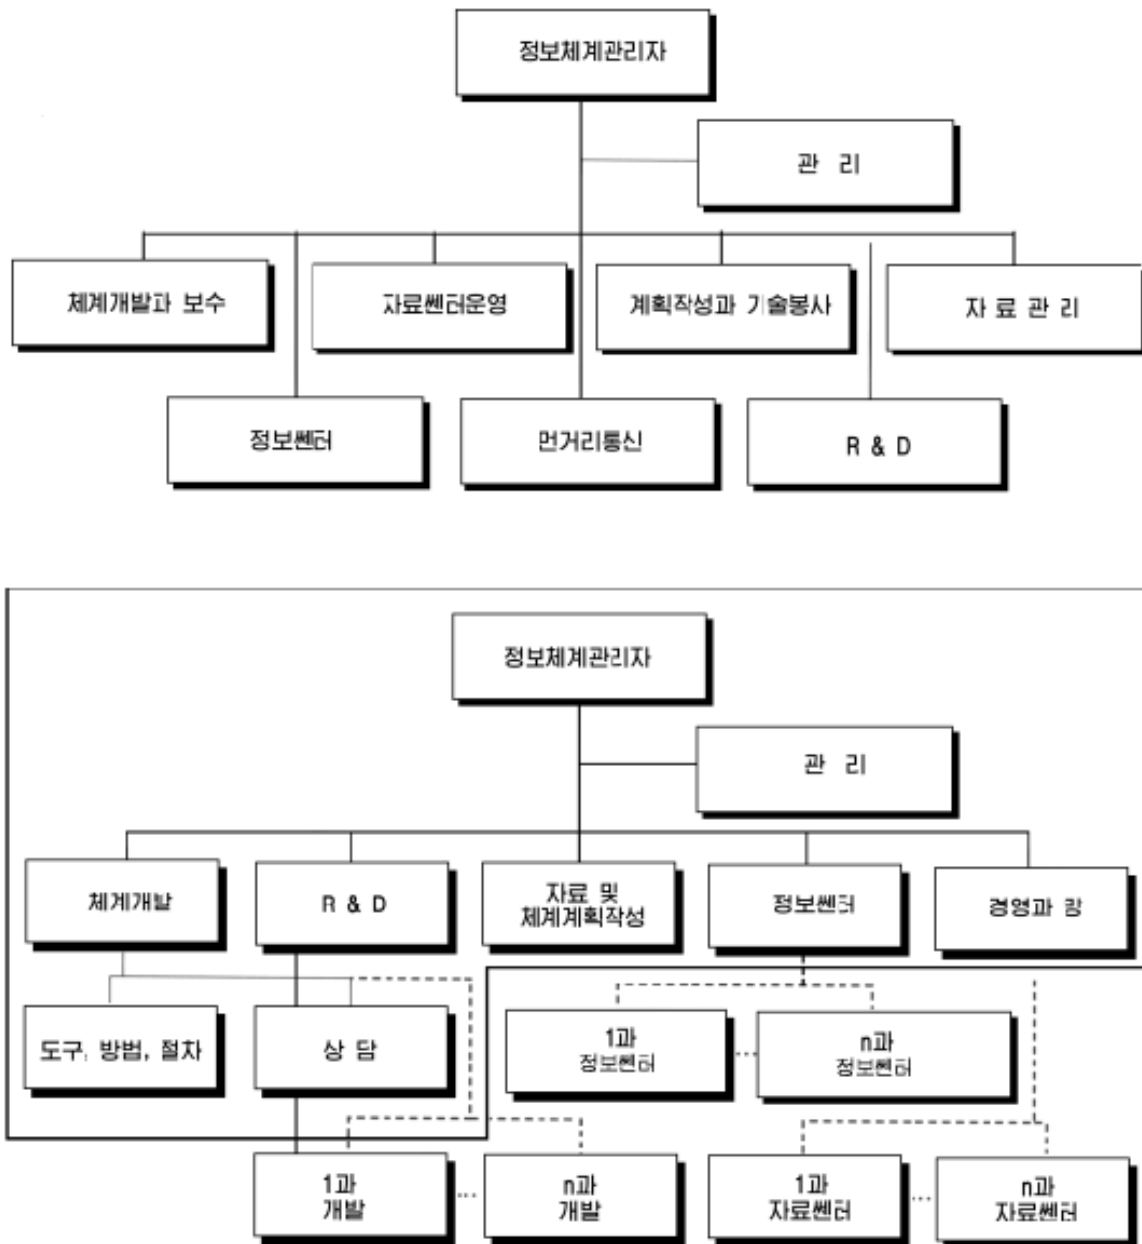 정보체계관리자
관 리
체계개발과 보수
자료쎈터운영
계획작성과 기술봉사
자 료 관 리
정보쎈터
먼거리통신
R & D
정보체계관리자
관 리
체계개발
R & D
자료 및
체계계획작성
정보쎈터
경영과 망
도구, 방법, 절차
상 담
1과
정보쎈터
...
n과
정보쎈터
1과
개발
...
n과
개발
1과
자료쎈터
...
n과
자료쎈터